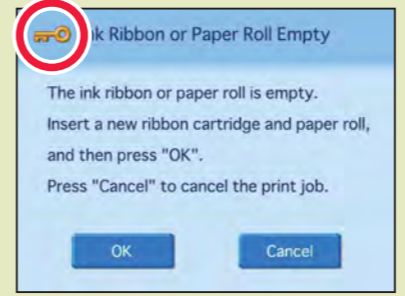 Ink Ribbon or Paper Roll Empty
The ink ribbon or paper roll is empty.
Insert a new ribbon cartridge and paper roll,
and then press "OK".
Press "Cancel" to cancel the print job.
OK
Cancel